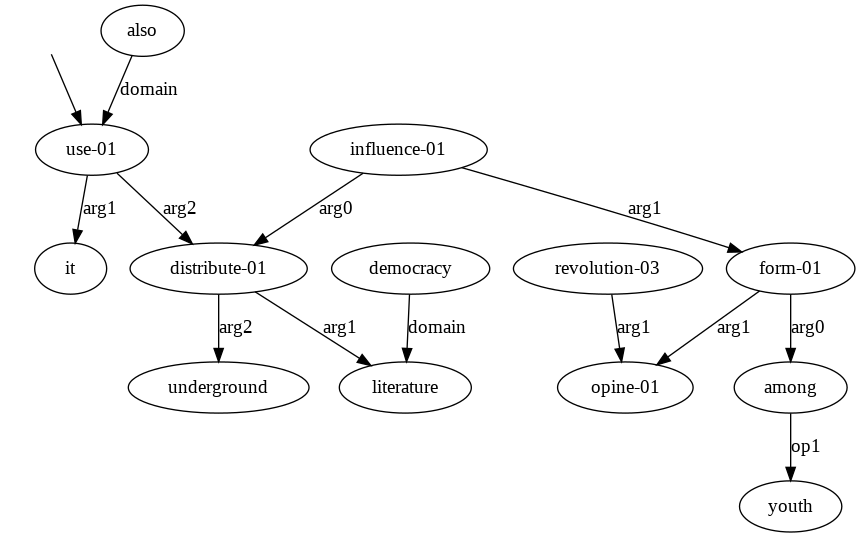 also
domain
use-01
influence-01
arg1
arg2
arg0
arg1
it
distribute-01
democracy
revolution-03
form-01
arg2
arg1
domain
arg1
arg1
arg0
underground
literature
opine-01
among
op1
youth